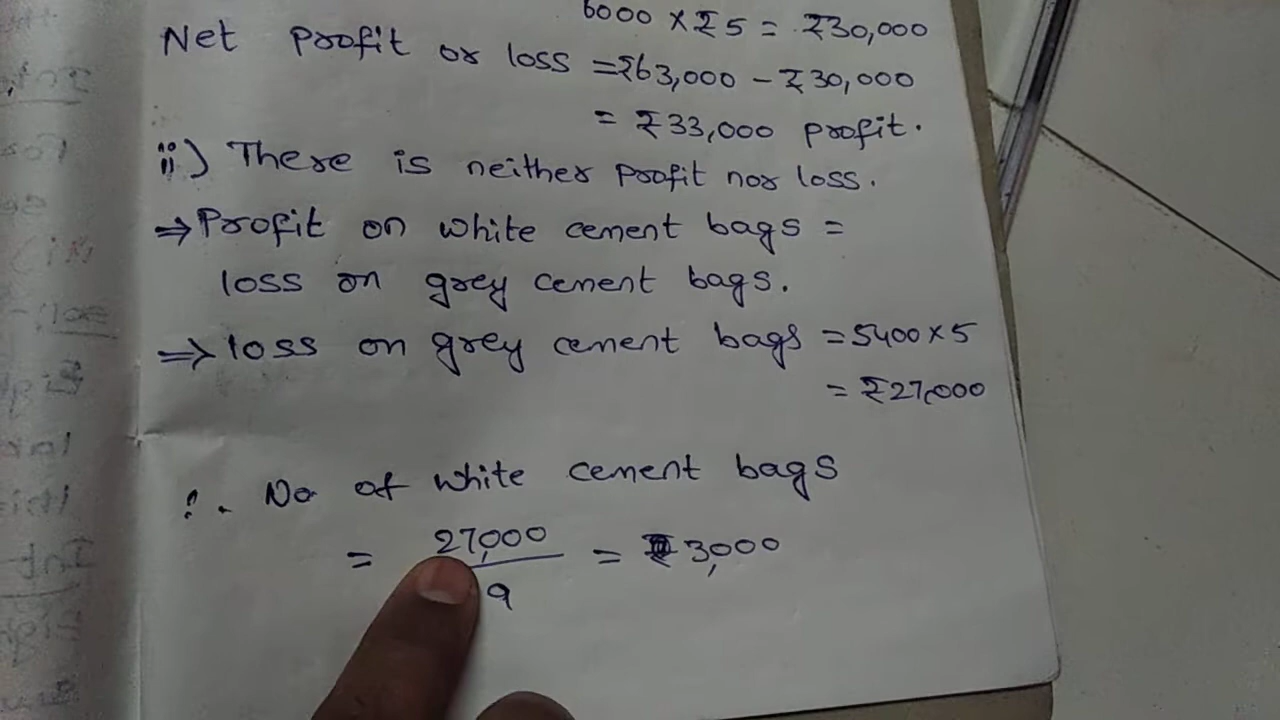 6000 × ₹5 = ₹30,000
Net Profit or loss = ₹63,000 - ₹30,000
= ₹33,000 profit.
ii) There is neither Profit nor loss.
⇒ Profit on white cement bags =
loss on grey cement bags.
⇒ loss on grey cement bags = 5400 × 5
= ₹27,000
∴ No of white cement bags
= 27,000 / 9 = 3,000